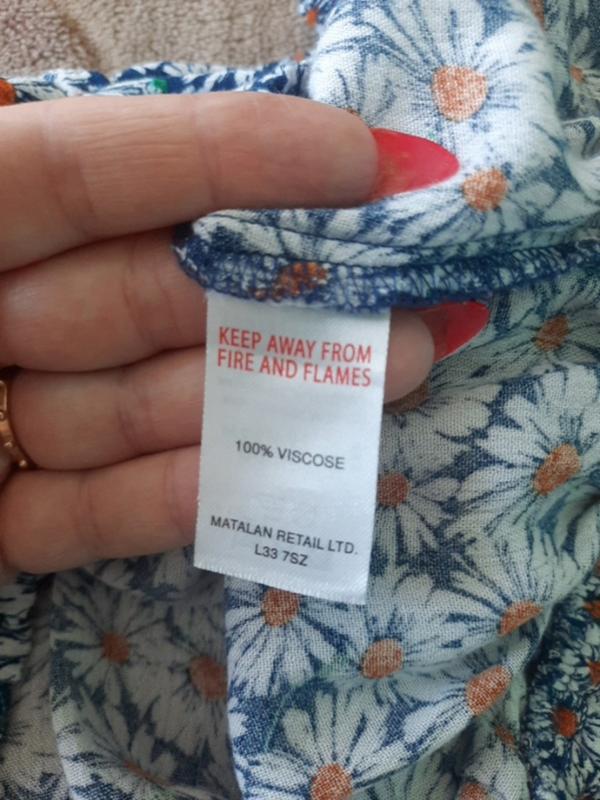 KEEP AWAY FROM
FIRE AND FLAMES
100% VISCOSE
MATALAN RETAIL LTD.
L33 7SZ